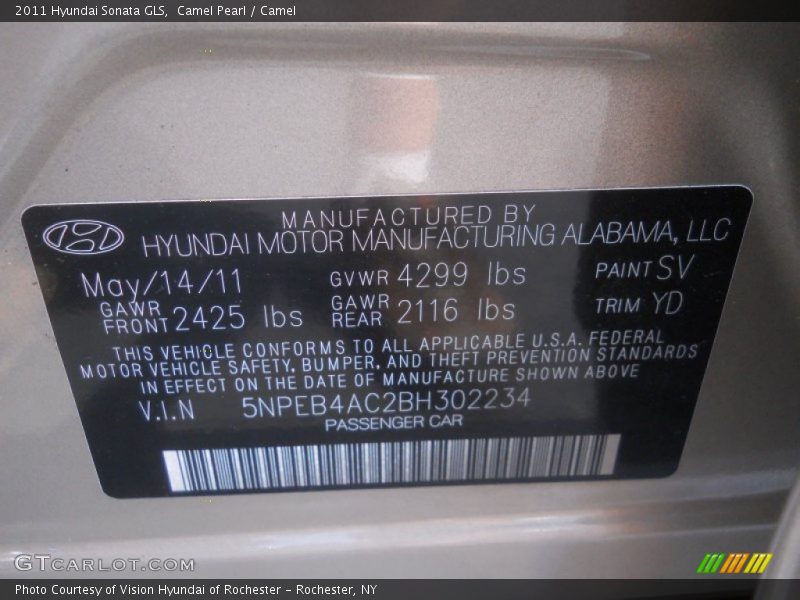 2011 Hyundai Sonata GLS,  Camel Pearl / Camel
MANUFACTURED BY
HYUNDAI MOTOR MANUFACTURING ALABAMA, LLC
May/14/11 GVWR 4299 lbs PAINT SV
GAWR FRONT 2425 lbs GAWR REAR 2116 lbs TRIM YD
THIS VEHICLE CONFORMS TO ALL APPLICABLE U.S.A. FEDERAL
MOTOR VEHICLE SAFETY, BUMPER, AND THEFT PREVENTION STANDARDS
IN EFFECT ON THE DATE OF MANUFACTURE SHOWN ABOVE
V.I.N 5NPEB4AC2BH302234
PASSENGER CAR
GTCARLOT.COM
Photo Courtesy of Vision Hyundai of Rochester – Rochester, NY